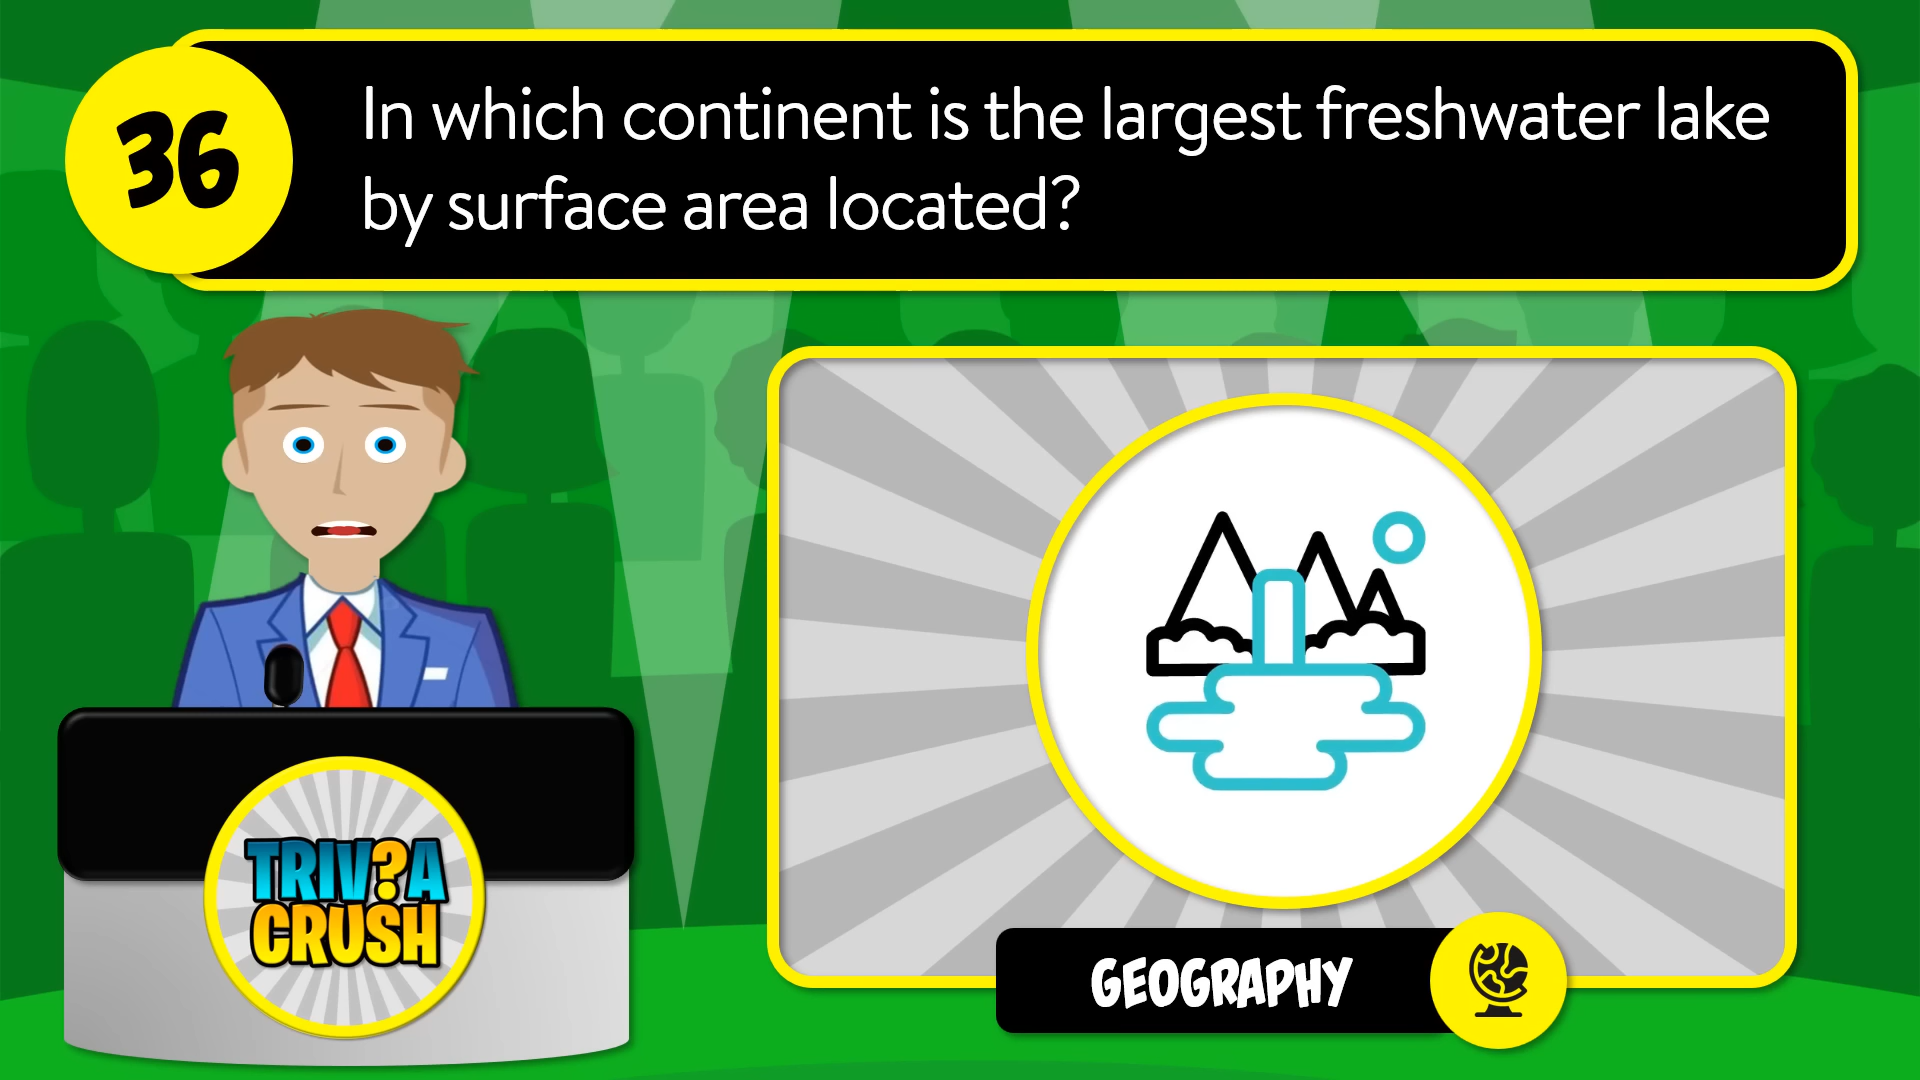 36
In which continent is the largest freshwater lake
by surface area located?
TRIV?A
CRUSH
GEOGRAPHY